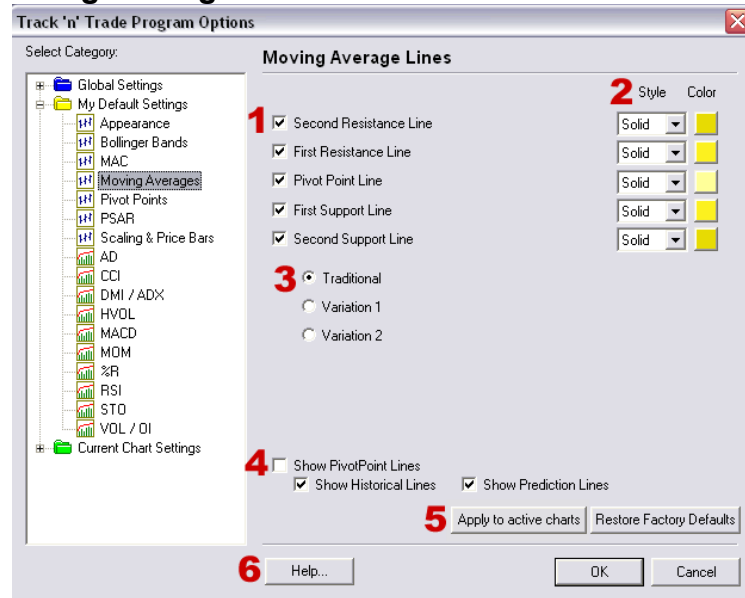 Track 'n' Trade Program Options
Select Category:
Global Settings
My Default Settings
Appearance
Bollinger Bands
MAC
Moving Averages
Pivot Points
PSAR
Scaling & Price Bars
AD
CCI
DMI / ADX
HVOL
MACD
MOM
%R
RSI
STO
VOL / OI
Current Chart Settings
Moving Average Lines
2 Style Color
1 Second Resistance Line Solid
First Resistance Line Solid
Pivot Point Line Solid
First Support Line Solid
Second Support Line Solid
3 Traditional
Variation 1
Variation 2
4 Show PivotPoint Lines
Show Historical Lines Show Prediction Lines
5 Apply to active charts Restore Factory Defaults
6 Help... OK Cancel